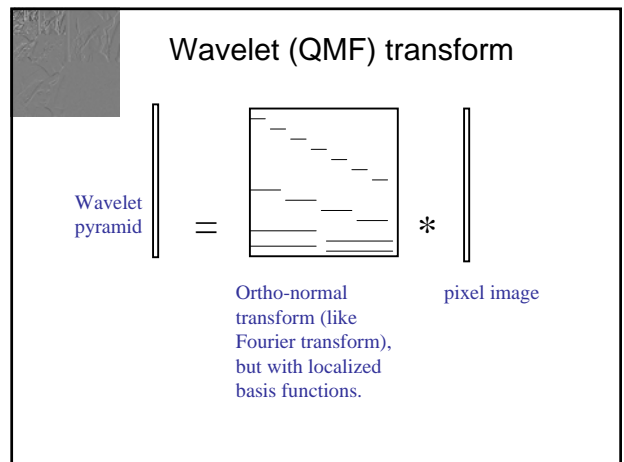 Wavelet (QMF) transform
Wavelet
pyramid
=
*
Ortho-normal
transform (like
Fourier transform),
but with localized
basis functions.
pixel image